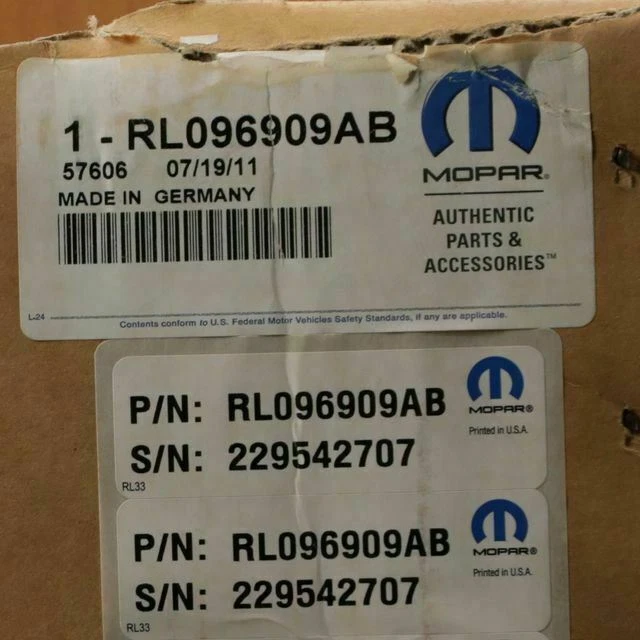 1 - RL096909AB
57606 07/19/11
MADE IN GERMANY
MOPAR®
AUTHENTIC
PARTS &
ACCESSORIES™
L-24
Contents conform to U.S. Federal Motor Vehicles Safety Standards, if any are applicable.
P/N: RL096909AB
S/N: 229542707
RL33
MOPAR®
Printed in U.S.A.
P/N: RL096909AB
S/N: 229542707
RL33
MOPAR®
Printed in U.S.A.